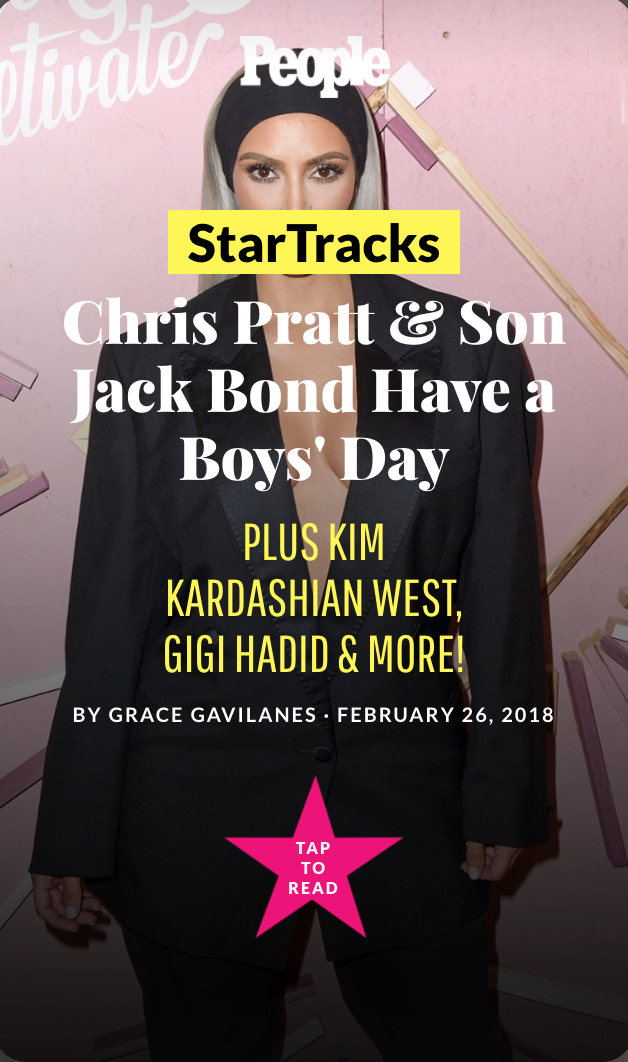 eltivate
People
StarTracks
Chris Pratt & Son
Jack Bond Have a
Boys' Day
PLUS KIM
KARDASHIAN WEST,
GIGI HADID & MORE!
BY GRACE GAVILANES · FEBRUARY 26, 2018
TAP
TO
READ